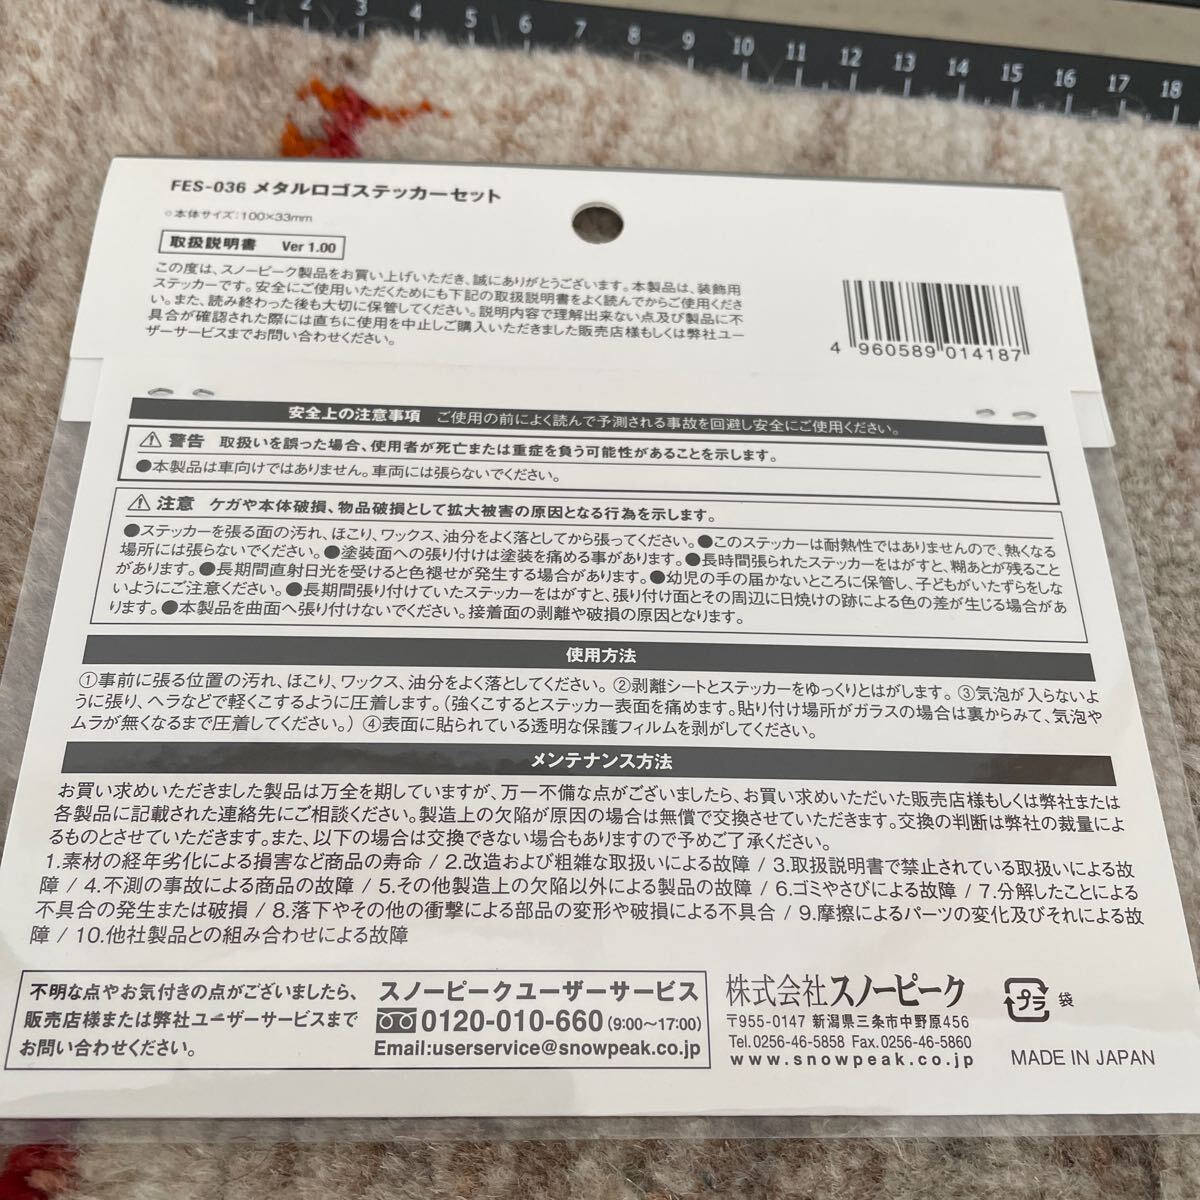 1 2 3 4 5 6 7 8 9 10 11 12 13 14 15 16 17 18
FES-036 メタルロゴステッカーセット
○本体サイズ:100×33mm
取扱説明書 Ver 1.00
この度は、スノーピーク製品をお買い上げいただき、誠にありがとうございます。本製品は、装飾用
ステッカーです。安全にご使用いただくためにも下記の取扱説明書をよく読んでからご使用くださ
い。また、読み終わった後も大切に保管してください。説明内容で理解出来ない点及び製品に不
具合が確認された際には直ちに使用を中止しご購入いただきました販売店様もしくは弊社ユー
ザーサービスまでお問い合わせください。
4 960589 014187
安全上の注意事項 ご使用の前によく読んで予測される事故を回避し安全にご使用ください。
⚠ 警告 取扱いを誤った場合、使用者が死亡または重症を負う可能性があることを示します。
●本製品は車向けではありません。車両には張らないでください。
⚠ 注意 ケガや本体破損、物品破損として拡大被害の原因となる行為を示します。
●ステッカーを張る面の汚れ、ほこり、ワックス、油分をよく落としてから張ってください。●このステッカーは耐熱性ではありませんので、熱くなる
場所には張らないでください。●塗装面への張り付けは塗装を痛める事があります。●長時間張られたステッカーをはがすと、糊あとが残ること
があります。●長期間直射日光を受けると色褪せが発生する場合があります。●幼児の手の届かないところに保管し、子どもがいたずらをしな
いようにご注意ください。●長期間張り付けていたステッカーをはがすと、張り付け面とその周辺に日焼けの跡による色の差が生じる場合があ
ります。●本製品を曲面へ張り付けないでください。接着面の剥離や破損の原因となります。
使用方法
①事前に張る位置の汚れ、ほこり、ワックス、油分をよく落としてください。②剥離シートとステッカーをゆっくりとはがします。③気泡が入らないよ
うに張り、ヘラなどで軽くこするように圧着します。(強くこするとステッカー表面を痛めます。貼り付け場所がガラスの場合は裏からみて、気泡や
ムラが無くなるまで圧着してください。)④表面に貼られている透明な保護フィルムを剥がしてください。
メンテナンス方法
お買い求めいただきました製品は万全を期していますが、万一不備な点がございましたら、お買い求めいただいた販売店様もしくは弊社または
各製品に記載された連絡先にご相談ください。製造上の欠陥が原因の場合は無償で交換させていただきます。交換の判断は弊社の裁量によ
るものとさせていただきます。また、以下の場合は交換できない場合もありますので予めご了承ください。
1.素材の経年劣化による損害など商品の寿命 / 2.改造および粗雑な取扱いによる故障 / 3.取扱説明書で禁止されている取扱いによる故
障 / 4.不測の事故による商品の故障 / 5.その他製造上の欠陥以外による製品の故障 / 6.ゴミやさびによる故障 / 7.分解したことによる
不具合の発生または破損 / 8.落下やその他の衝撃による部品の変形や破損による不具合 / 9.摩擦によるパーツの変化及びそれによる故
障 / 10.他社製品との組み合わせによる故障
不明な点やお気付きの点がございましたら、
販売店様または弊社ユーザーサービスまで
お問い合わせください。
スノーピークユーザーサービス
0120-010-660 (9:00〜17:00)
Email:userservice@snowpeak.co.jp
株式会社スノーピーク
〒955-0147 新潟県三条市中野原456
Tel.0256-46-5858 Fax.0256-46-5860
www.snowpeak.co.jp
プラ 袋
MADE IN JAPAN